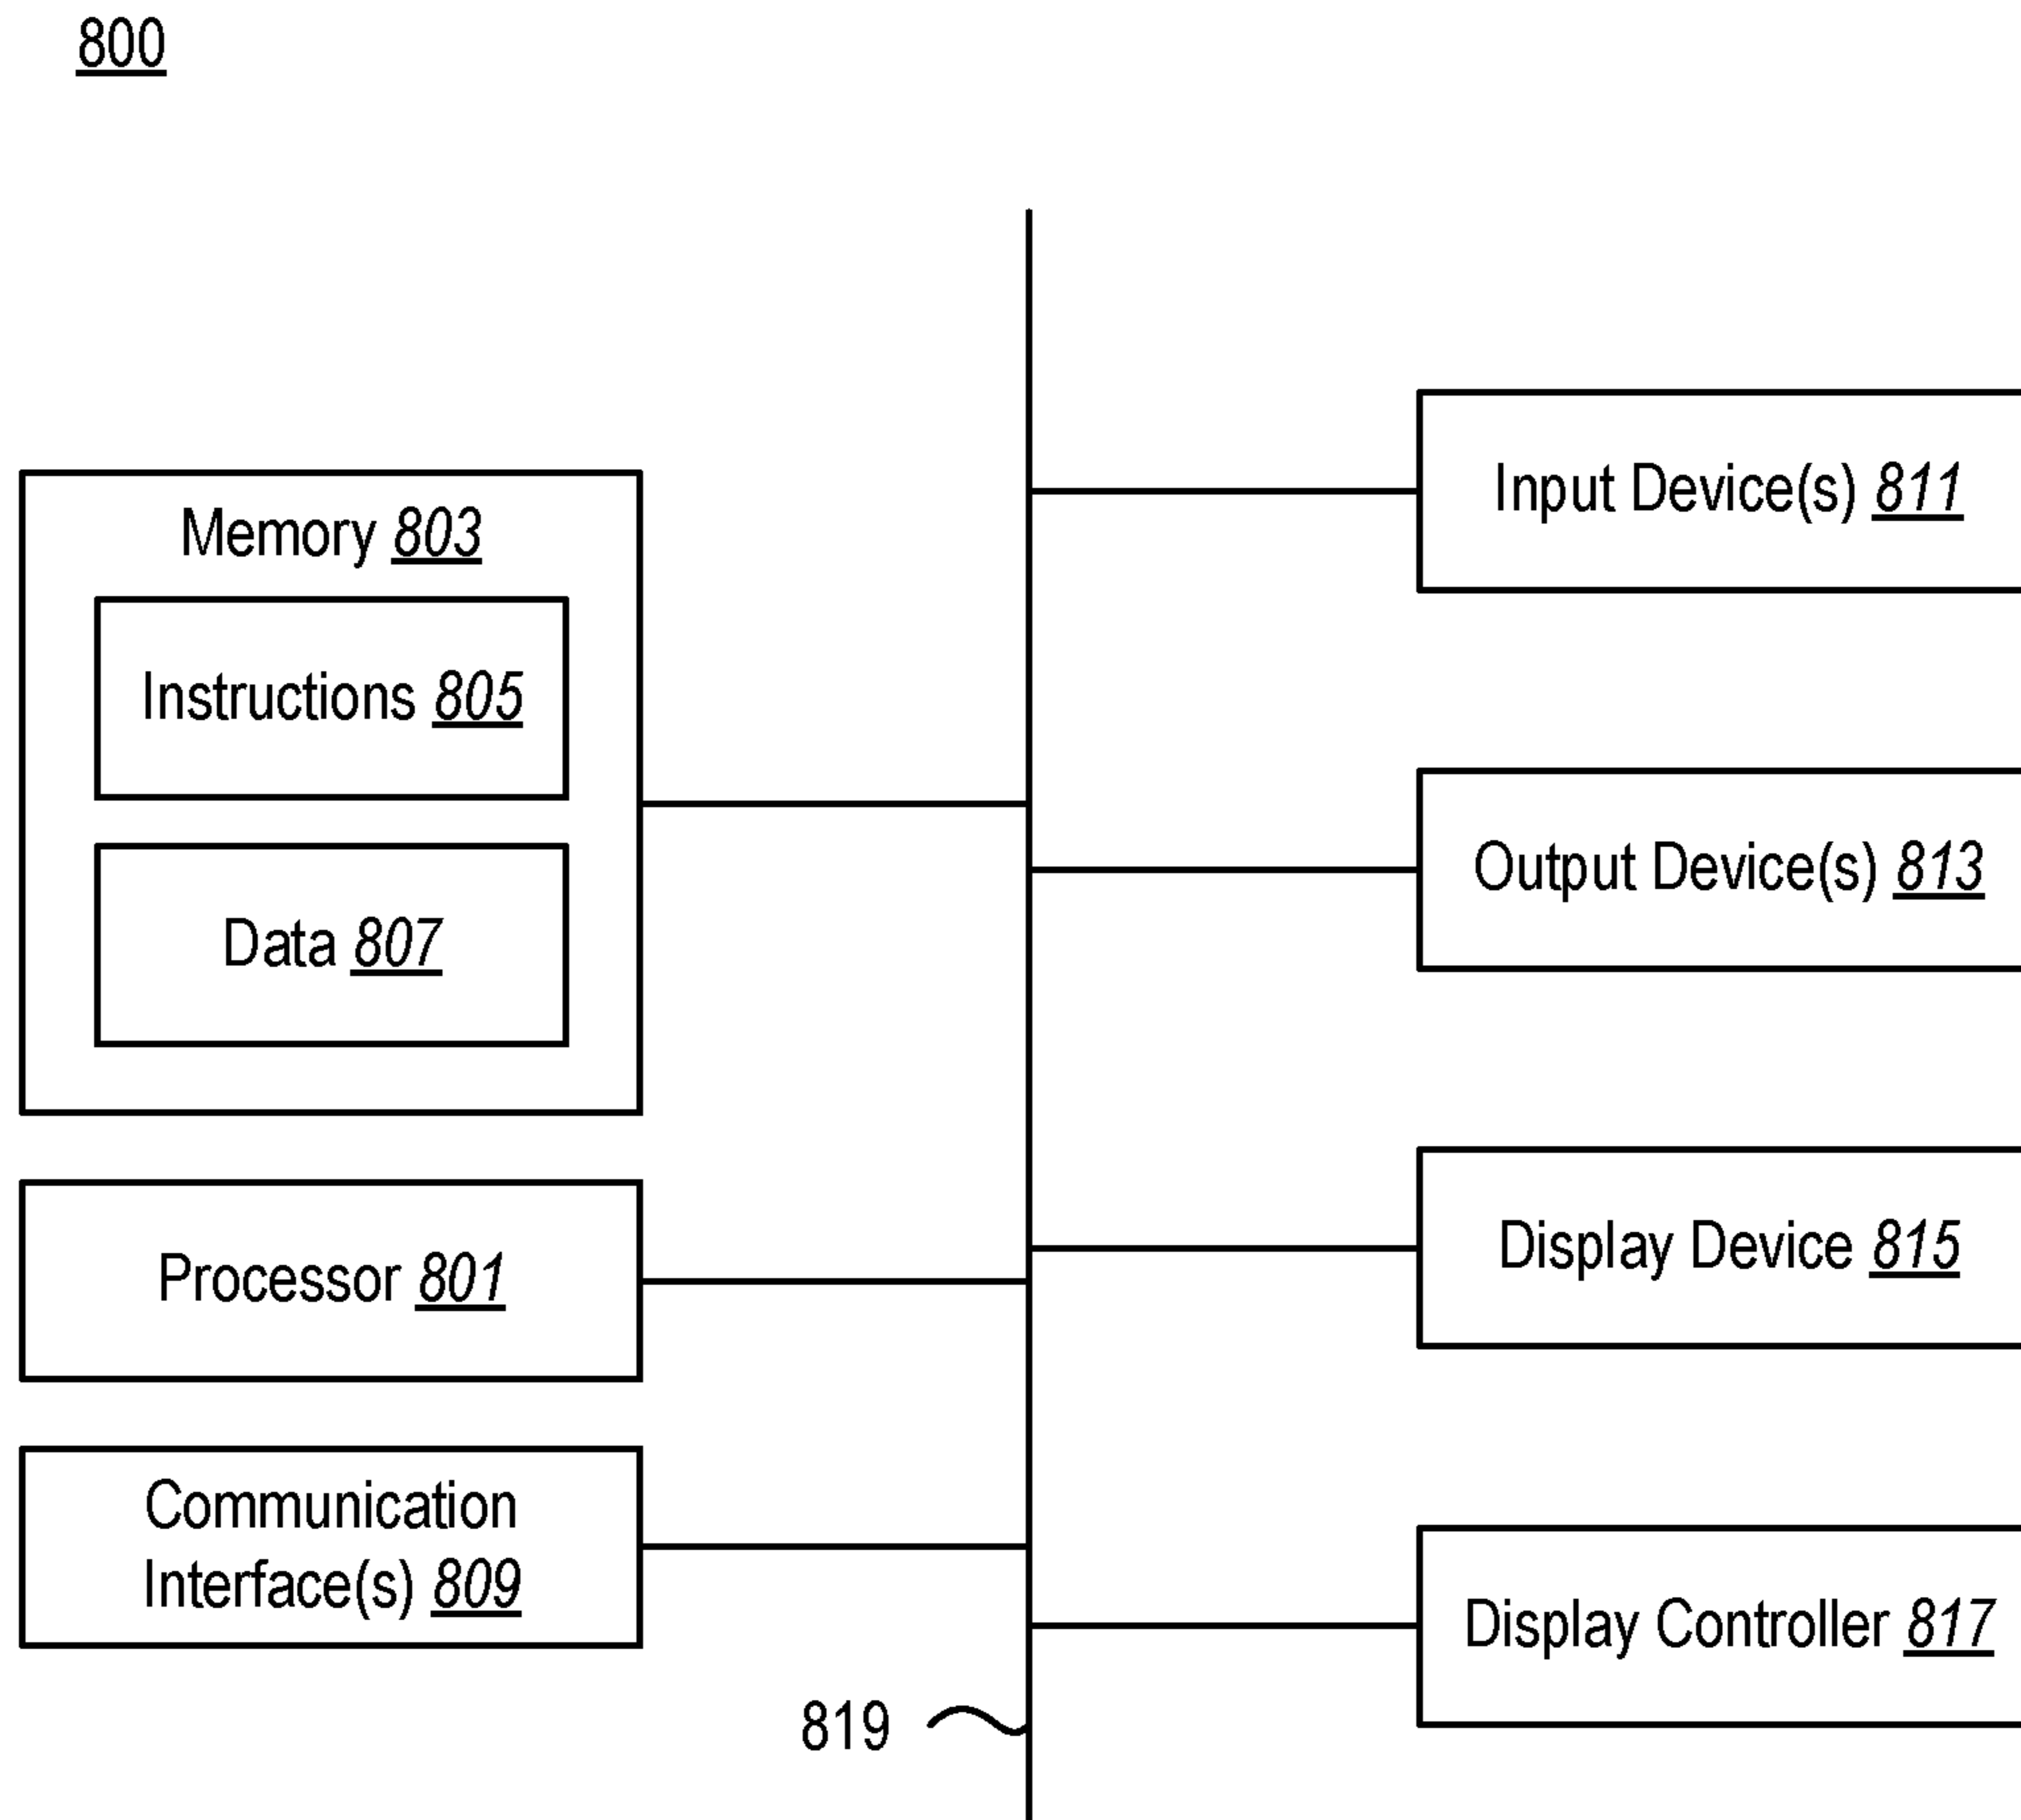 800
Memory 803
Instructions 805
Data 807
Processor 801
Communication
Interface(s) 809
Input Device(s) 811
Output Device(s) 813
Display Device 815
Display Controller 817
819